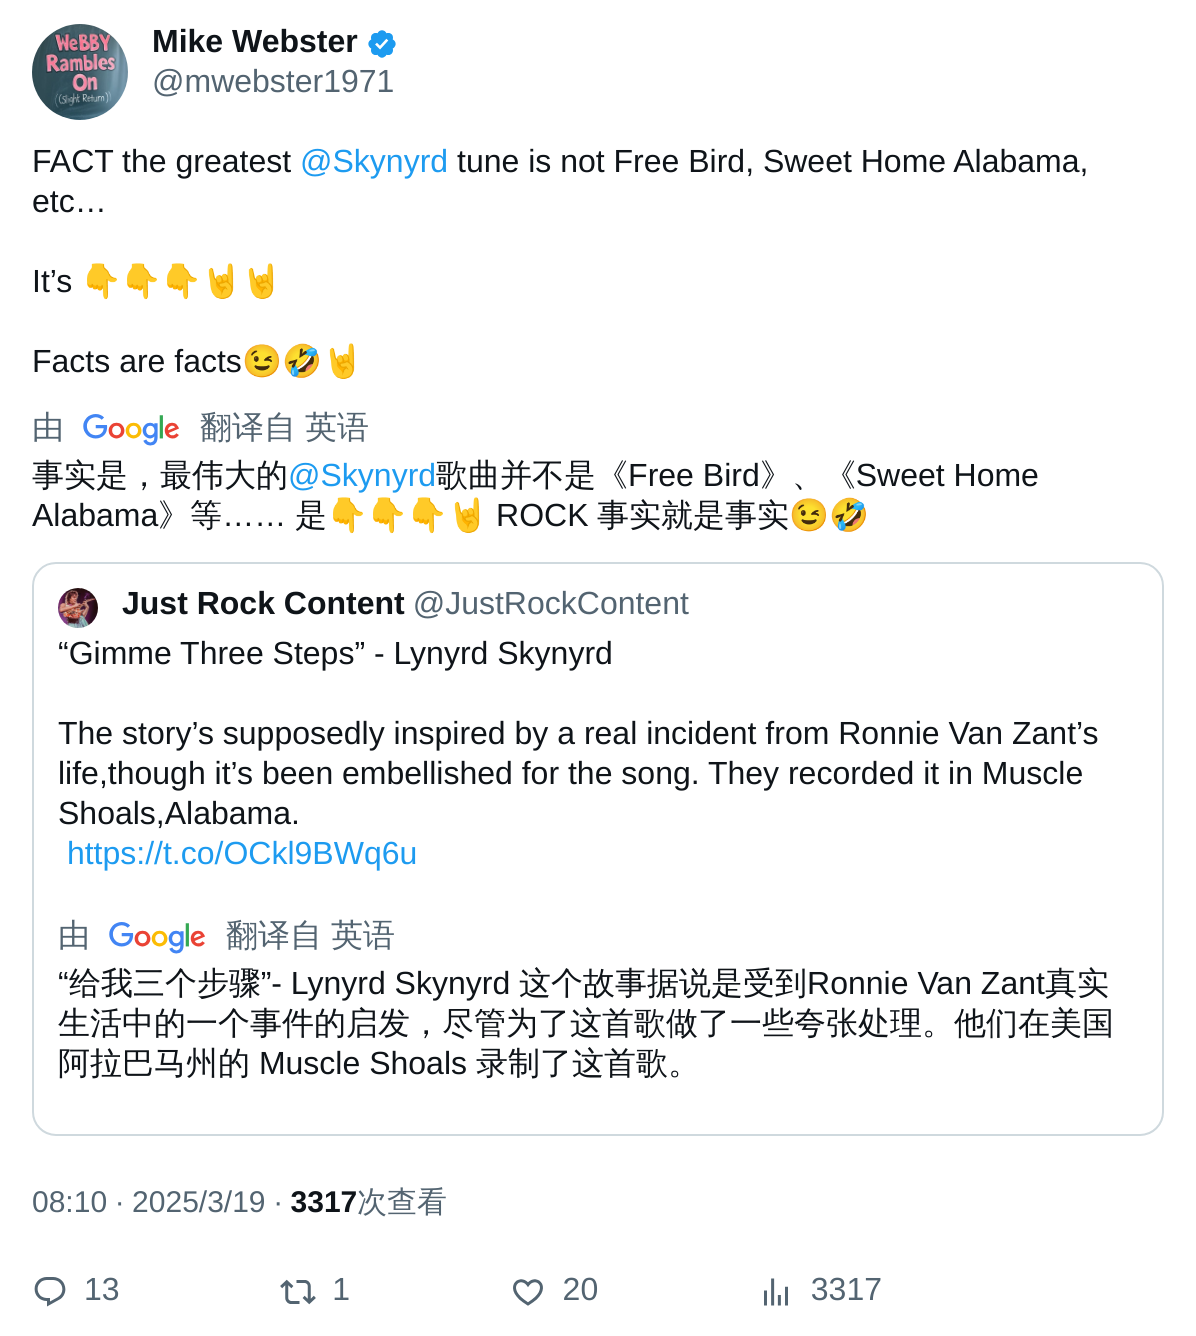 WeBBY
Rambles
On
((Slight Return))
Mike Webster
@mwebster1971
FACT the greatest @Skynyrd tune is not Free Bird, Sweet Home Alabama,
etc…
It’s 👇👇👇🤘🤘
Facts are facts😉🤣🤘
由 Google 翻译自 英语
事实是，最伟大的@Skynyrd歌曲并不是《Free Bird》、《Sweet Home
Alabama》等…… 是👇👇👇🤘 ROCK 事实就是事实😉🤣
Just Rock Content @JustRockContent
“Gimme Three Steps” - Lynyrd Skynyrd
The story’s supposedly inspired by a real incident from Ronnie Van Zant’s
life,though it’s been embellished for the song. They recorded it in Muscle
Shoals,Alabama.
https://t.co/OCkl9BWq6u
由 Google 翻译自 英语
“给我三个步骤”- Lynyrd Skynyrd 这个故事据说是受到Ronnie Van Zant真实
生活中的一个事件的启发，尽管为了这首歌做了一些夸张处理。他们在美国
阿拉巴马州的 Muscle Shoals 录制了这首歌。
08:10 · 2025/3/19 · 3317次查看
13 1 20 3317